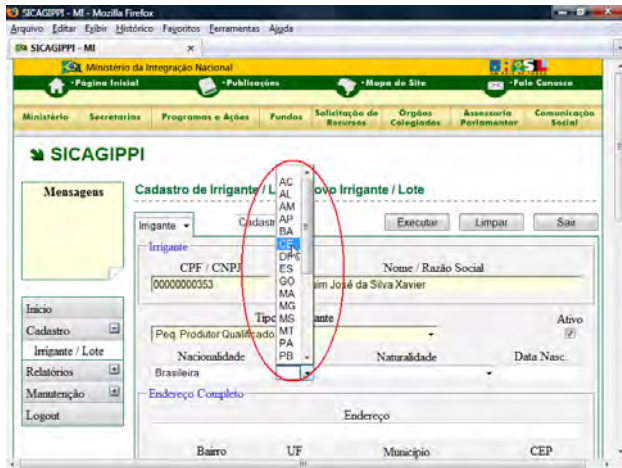 SICAGIPPI - MI - Mozilla Firefox
Arquivo Editar Exibir Histórico Favoritos Ferramentas Ajuda
SICAGIPPI - MI x
Ministério da Integração Nacional
Página Inicial Publicações Mapa do Site Fale Conosco
Ministério Secretarias Programas e Ações Fundos Solicitação de Recursos Órgãos Colegiados Assessoria Parlamentar Comunicação Social
SICAGIPPI
Mensagens
Cadastro de Irrigante / L ovo Irrigante / Lote
Irrigante Cadast Executar Limpar Sair
Irrigante
CPF / CNPJ Nome / Razão Social
00000000353 uim José da Silva Xavier
Tipo ante Ativo
Peq. Produtor Qualificado
Nacionalidade Naturalidade Data Nasc.
Brasileira
Endereço Completo
Endereço
Bairro UF Município CEP
AC
AL
AM
AP
BA
CE
DF
ES
GO
MA
MG
MS
MT
PA
PB
Início
Cadastro
Irrigante / Lote
Relatórios
Manutenção
Logout